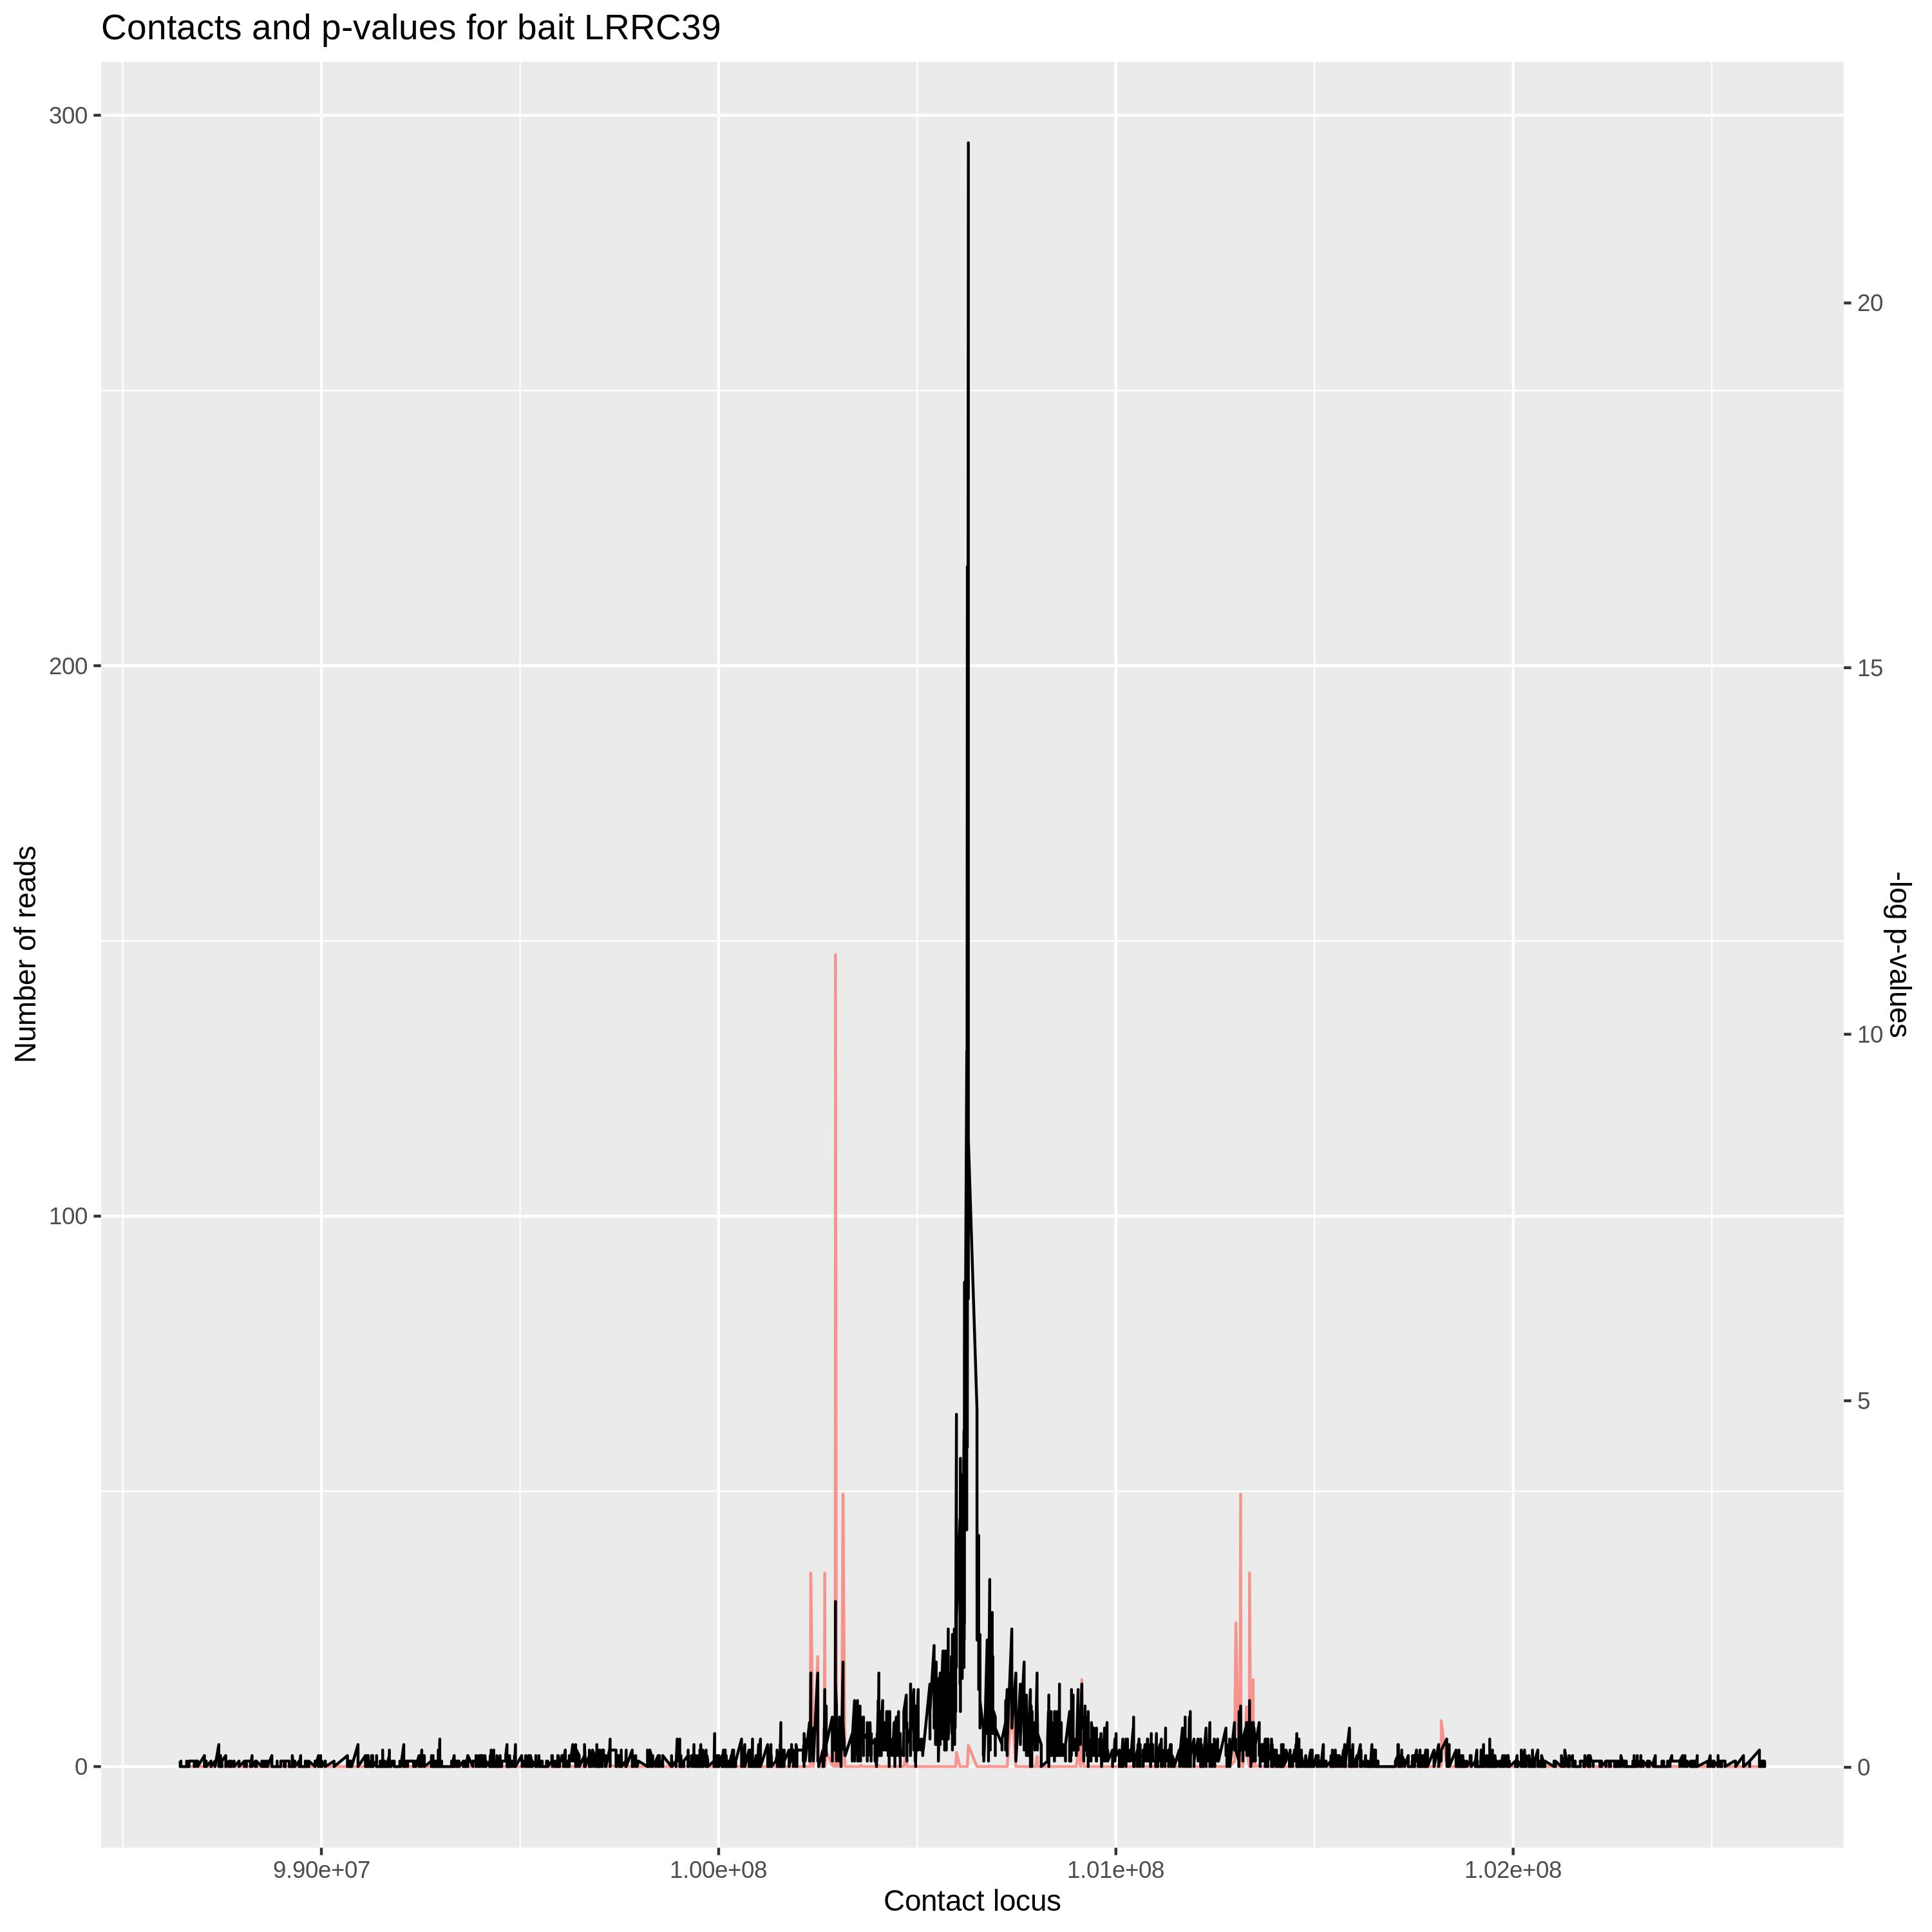 Contacts and p-values for bait LRRC39
300
200
100
0
Number of reads
20
15
10
5
0
-log p-values
9.90e+07
1.00e+08
1.01e+08
1.02e+08
Contact locus